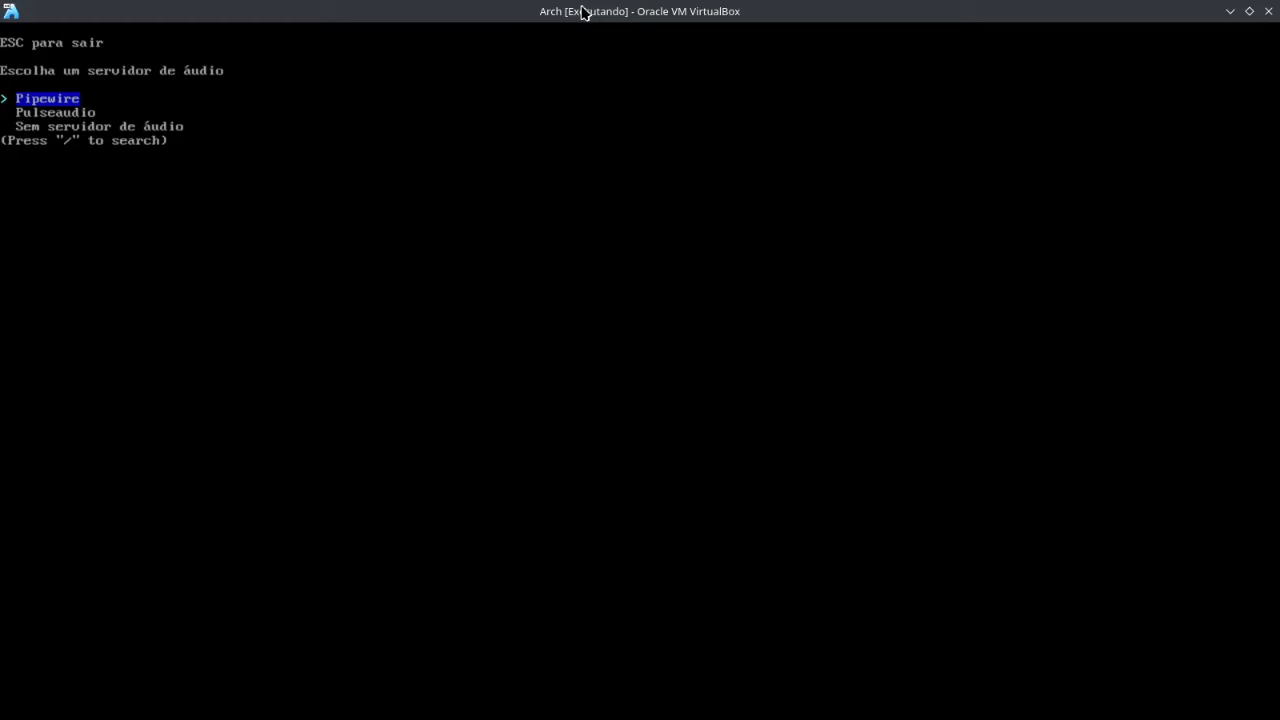 Arch [Executando] - Oracle VM VirtualBox
ESC para sair
Escolha um servidor de áudio
> Pipewire
Pulseaudio
Sem servidor de áudio
(Press "/" to search)